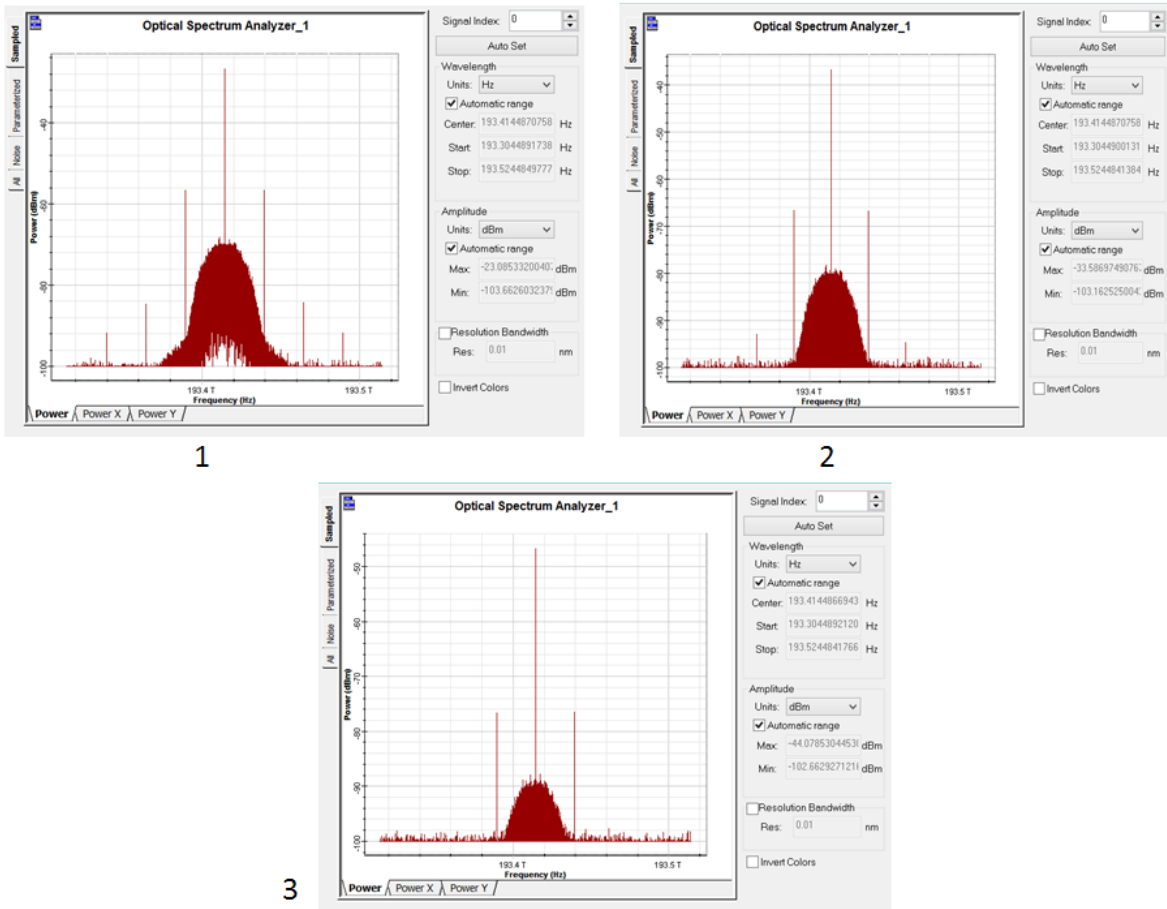 Optical Spectrum Analyzer_1
Sampled
Parameterized
Noise
All
Power (dBm)
-40
-60
-80
-100
193.4 T
193.5 T
Frequency (Hz)
Power
Power X
Power Y
Signal Index: 0
Auto Set
Wavelength
Units: Hz
Automatic range
Center: 193.4144870758 Hz
Start: 193.3044891738 Hz
Stop: 193.5244849777 Hz
Amplitude
Units: dBm
Automatic range
Max: -23.0853320040 dBm
Min: -103.662603237 dBm
Resolution Bandwidth
Res: 0.01 nm
Invert Colors
1
Optical Spectrum Analyzer_1
Sampled
Parameterized
Noise
All
Power (dBm)
-40
-50
-60
-70
-80
-90
-100
193.4 T
193.5 T
Frequency (Hz)
Power
Power X
Power Y
Signal Index: 0
Auto Set
Wavelength
Units: Hz
Automatic range
Center: 193.4144870758 Hz
Start: 193.3044900131 Hz
Stop: 193.5244841384 Hz
Amplitude
Units: dBm
Automatic range
Max: -33.5869749076 dBm
Min: -103.162525004 dBm
Resolution Bandwidth
Res: 0.01 nm
Invert Colors
2
Optical Spectrum Analyzer_1
Sampled
Parameterized
Noise
All
Power (dBm)
-50
-60
-70
-80
-90
-100
193.4 T
193.5 T
Frequency (Hz)
Power
Power X
Power Y
Signal Index: 0
Auto Set
Wavelength
Units: Hz
Automatic range
Center: 193.4144866943 Hz
Start: 193.3044892120 Hz
Stop: 193.5244841766 Hz
Amplitude
Units: dBm
Automatic range
Max: -44.0785304453 dBm
Min: -102.662927121 dBm
Resolution Bandwidth
Res: 0.01 nm
Invert Colors
3